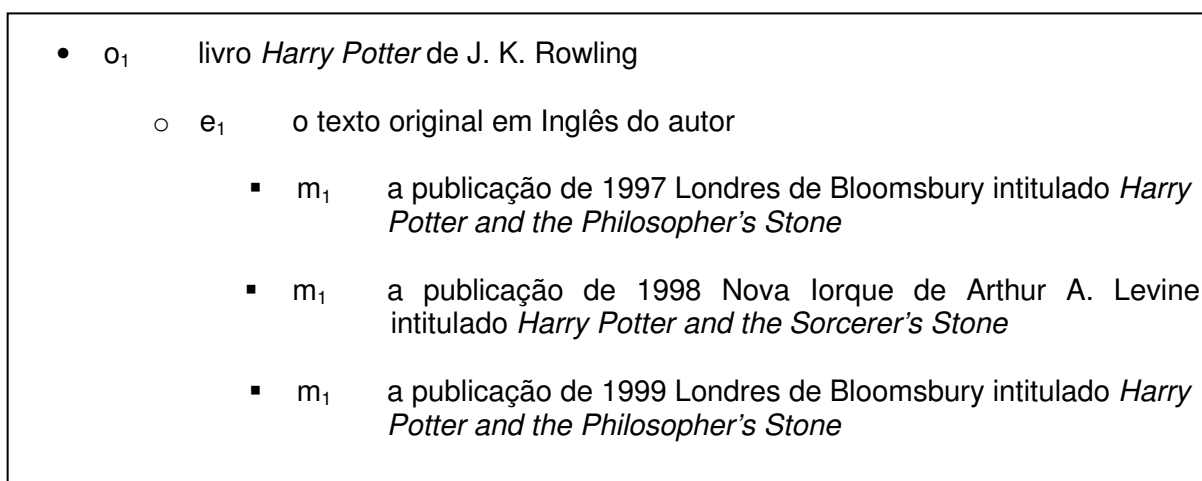 • o₁ livro Harry Potter de J. K. Rowling
○ e₁ o texto original em Inglês do autor
▪ m₁ a publicação de 1997 Londres de Bloomsbury intitulado Harry
Potter and the Philosopher’s Stone
▪ m₁ a publicação de 1998 Nova Iorque de Arthur A. Levine
intitulado Harry Potter and the Sorcerer’s Stone
▪ m₁ a publicação de 1999 Londres de Bloomsbury intitulado Harry
Potter and the Philosopher’s Stone